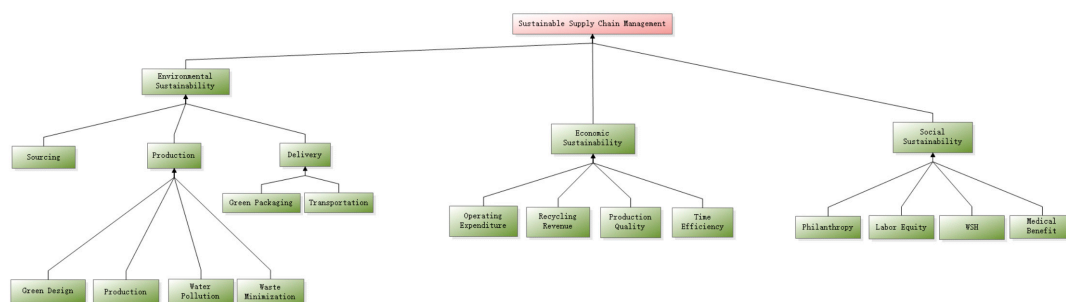 Sustainable Supply Chain Management
Environmental
Sustainability
Economic
Sustainability
Social
Sustainability
Sourcing
Production
Delivery
Green Packaging
Transportation
Operating
Expenditure
Recycling
Revenue
Production
Quality
Time
Efficiency
Philanthropy
Labor Equity
WSH
Medical
Benefit
Green Design
Production
Water
Pollution
Waste
Minimization